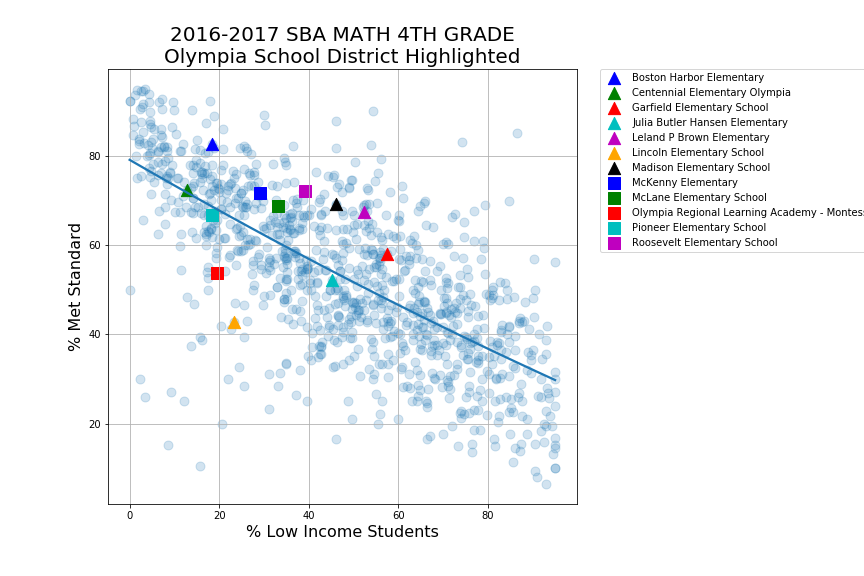 2016-2017 SBA MATH 4TH GRADE
Olympia School District Highlighted
% Met Standard
80
60
40
20
0
20
40
60
80
% Low Income Students
Boston Harbor Elementary
Centennial Elementary Olympia
Garfield Elementary School
Julia Butler Hansen Elementary
Leland P Brown Elementary
Lincoln Elementary School
Madison Elementary School
McKenny Elementary
McLane Elementary School
Olympia Regional Learning Academy - Montes
Pioneer Elementary School
Roosevelt Elementary School